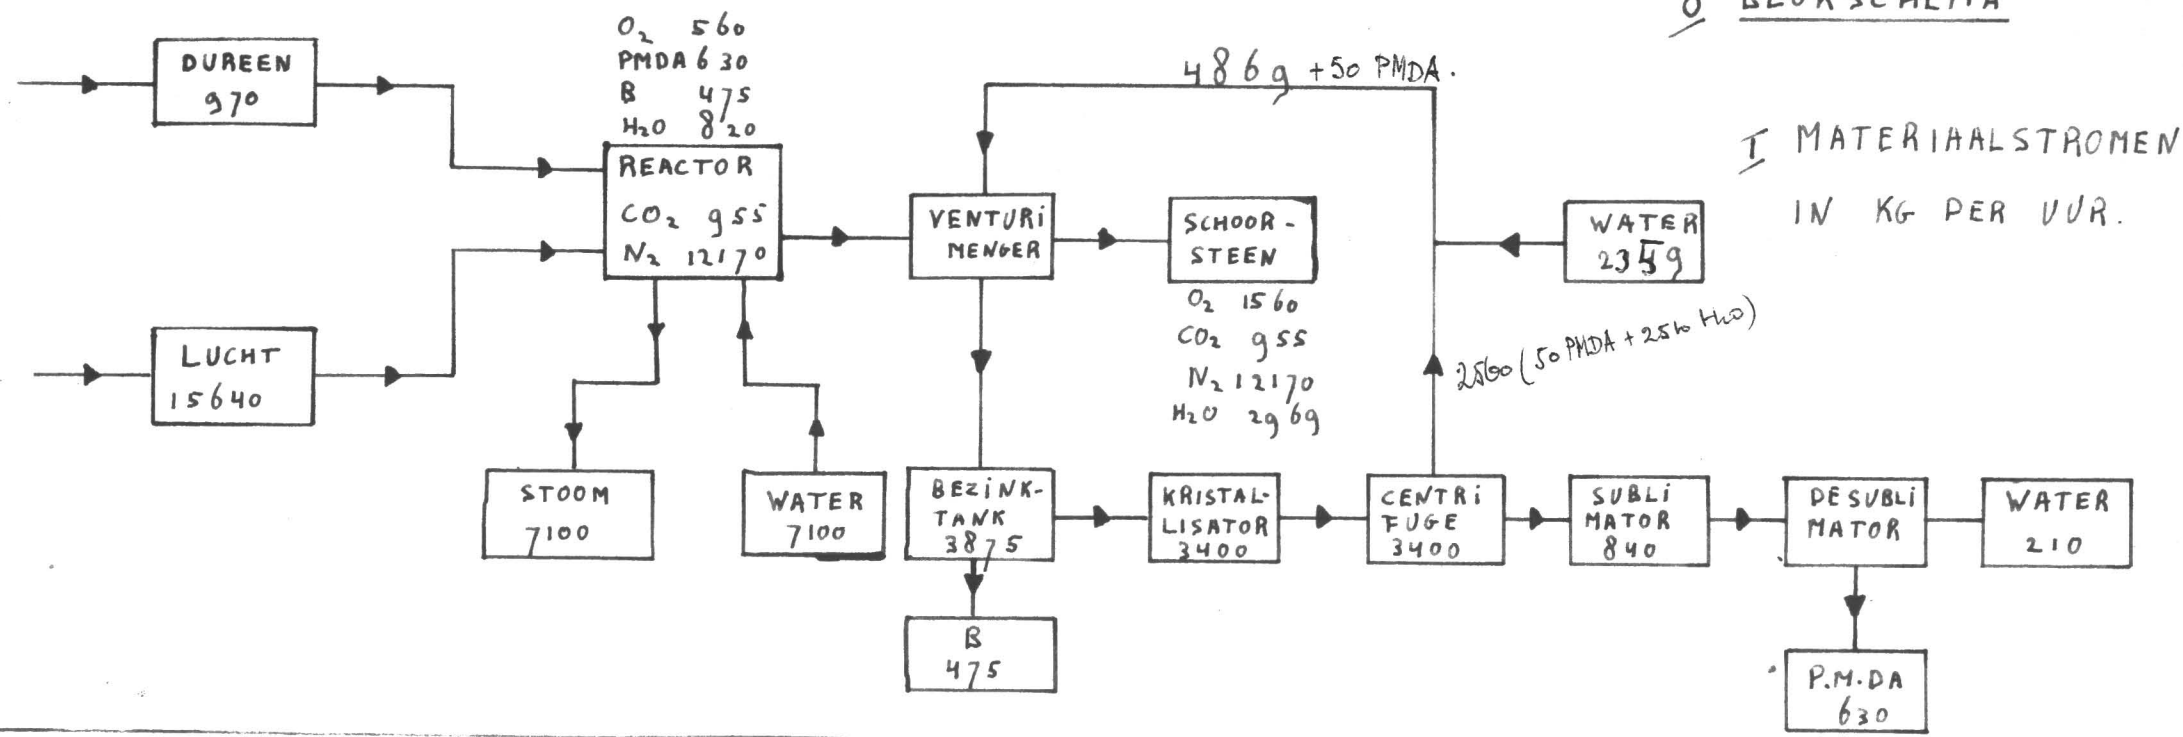 BLOKSCHEMA
I MATERIAALSTROMEN
IN KG PER UUR.
DUREEN
970
O2 560
PMDA 630
B 475
H2O 820
REACTOR
CO2 955
N2 12170
LUCHT
15640
STOOM
7100
WATER
7100
4869 +50 PMDA.
VENTURI
MENGER
SCHOOR-
STEEN
O2 1560
CO2 955
N2 12170
H2O 2969
WATER
2359
2560 (50 PMDA + 2510 H2O)
BEZINK-
TANK
3875
B
475
KRISTAL-
LISATOR
3400
CENTRI
FUGE
3400
SUBLI
MATOR
840
DESUBLI
MATOR
WATER
210
P.M.DA
630